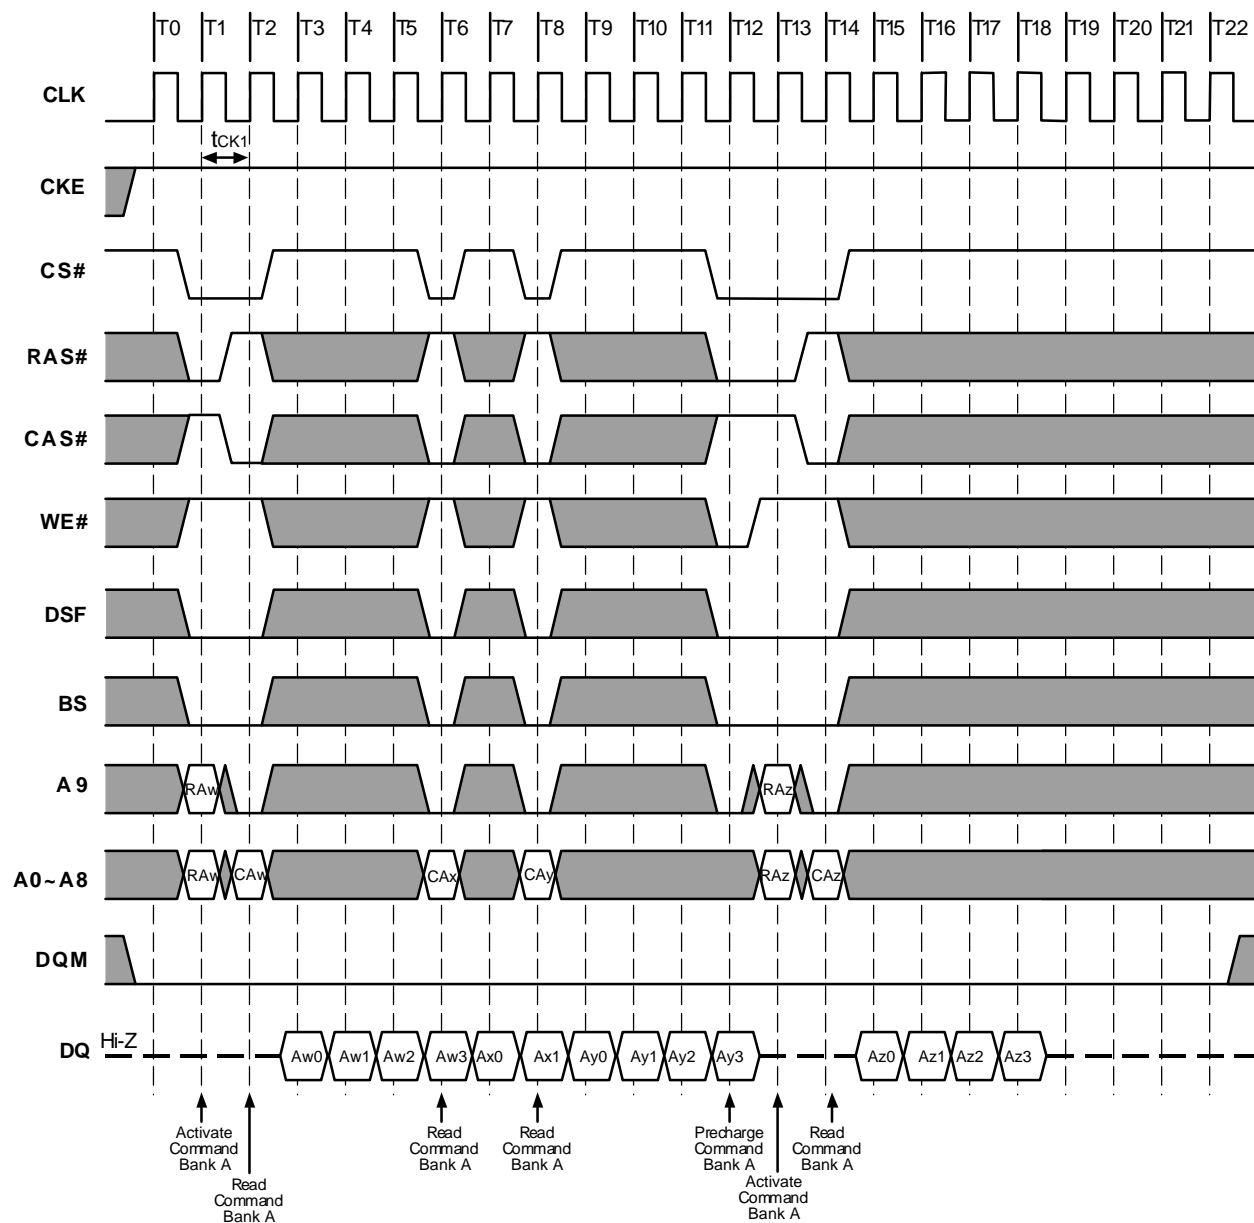 T0 T1 T2 T3 T4 T5 T6 T7 T8 T9 T10 T11 T12 T13 T14 T15 T16 T17 T18 T19 T20 T21 T22
CLK
tCK1
CKE
CS#
RAS#
CAS#
WE#
DSF
BS
A9
RAw RAz
A0~A8
RAw CAw CAx CAy RAz CAz
DQM
DQ
Hi-Z
Aw0 Aw1 Aw2 Aw3 Ax0 Ax1 Ay0 Ay1 Ay2 Ay3 Az0 Az1 Az2 Az3
Activate
Command
Bank A
Read
Command
Bank A
Read
Command
Bank A
Read
Command
Bank A
Precharge
Command
Bank A
Activate
Command
Bank A
Read
Command
Bank A